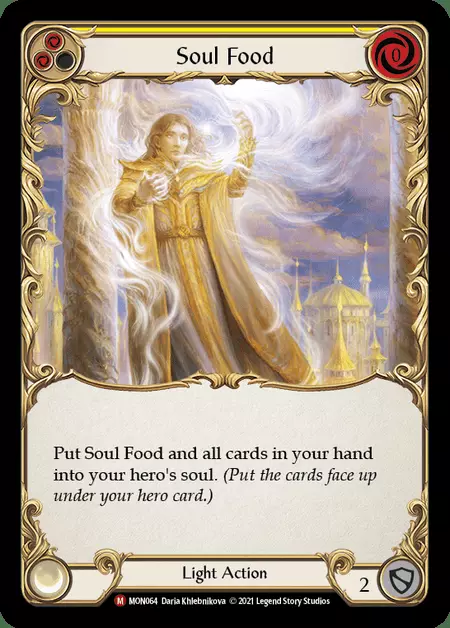 Soul Food
0
Put Soul Food and all cards in your hand
into your hero's soul. (Put the cards face up
under your hero card.)
Light Action
2
M MON064 Daria Khlebnikova © 2021 Legend Story Studios